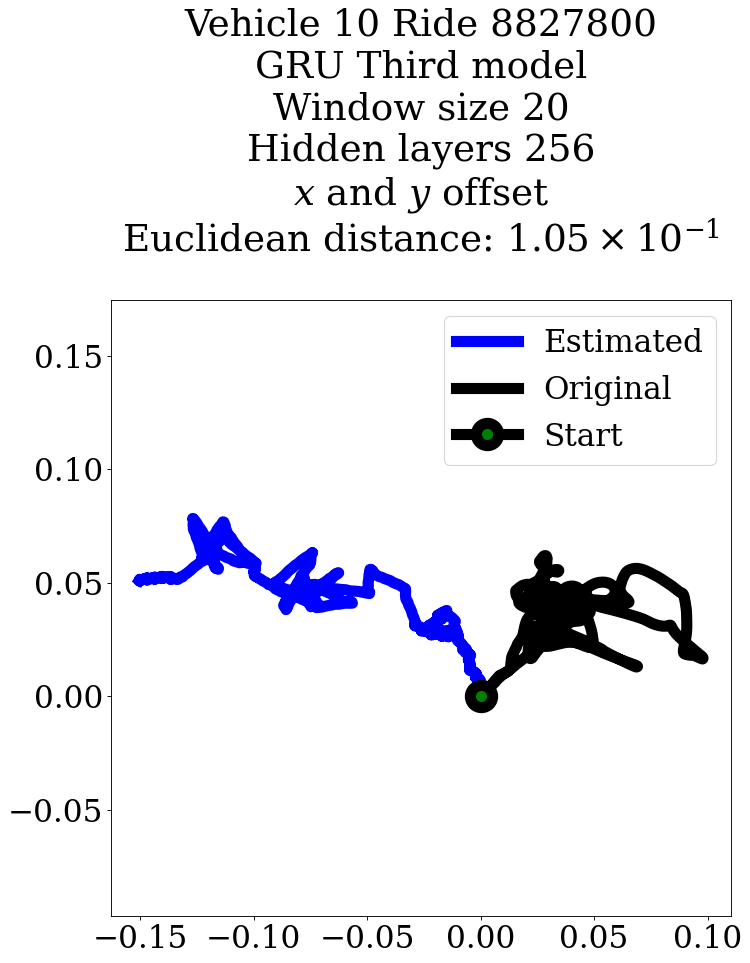 Vehicle 10 Ride 8827800
GRU Third model
Window size 20
Hidden layers 256
x and y offset
Euclidean distance: 1.05 × 10⁻¹
Estimated
Original
Start
0.15
0.10
0.05
0.00
−0.05
−0.15 −0.10 −0.05 0.00 0.05 0.10